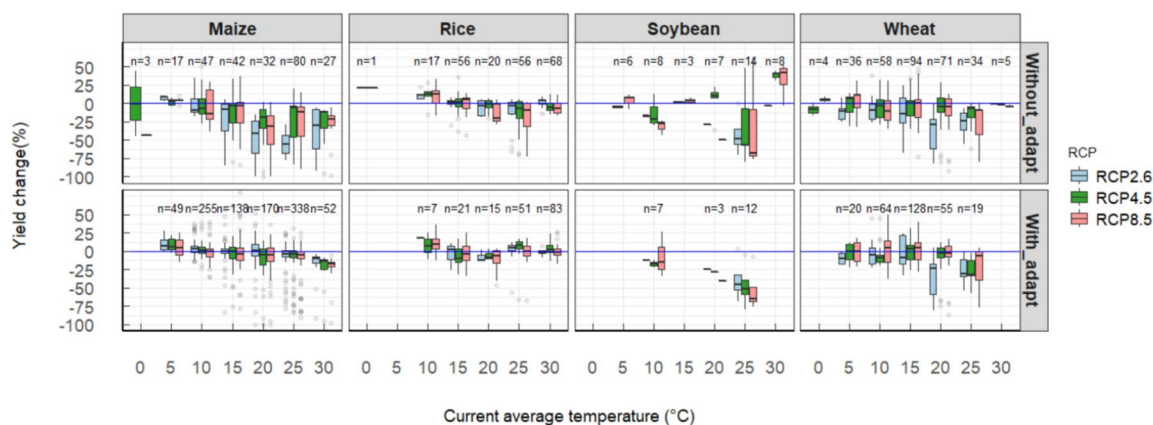 Maize Rice Soybean Wheat
n=3 n=17 n=47 n=42 n=32 n=80 n=27 n=1 n=17 n=56 n=20 n=56 n=68 n=6 n=8 n=3 n=7 n=14 n=8 n=4 n=36 n=58 n=94 n=71 n=34 n=5
50
25
0
-25
-50
-75
-100
Without_adapt
n=49 n=255 n=138 n=170 n=338 n=52 n=7 n=21 n=15 n=51 n=83 n=7 n=3 n=12 n=20 n=64 n=128 n=55 n=19
50
25
0
-25
-50
-75
-100
With_adapt
Yield change(%)
0 5 10 15 20 25 30 0 5 10 15 20 25 30 0 5 10 15 20 25 30 0 5 10 15 20 25 30
Current average temperature (°C)
RCP
RCP2.6
RCP4.5
RCP8.5